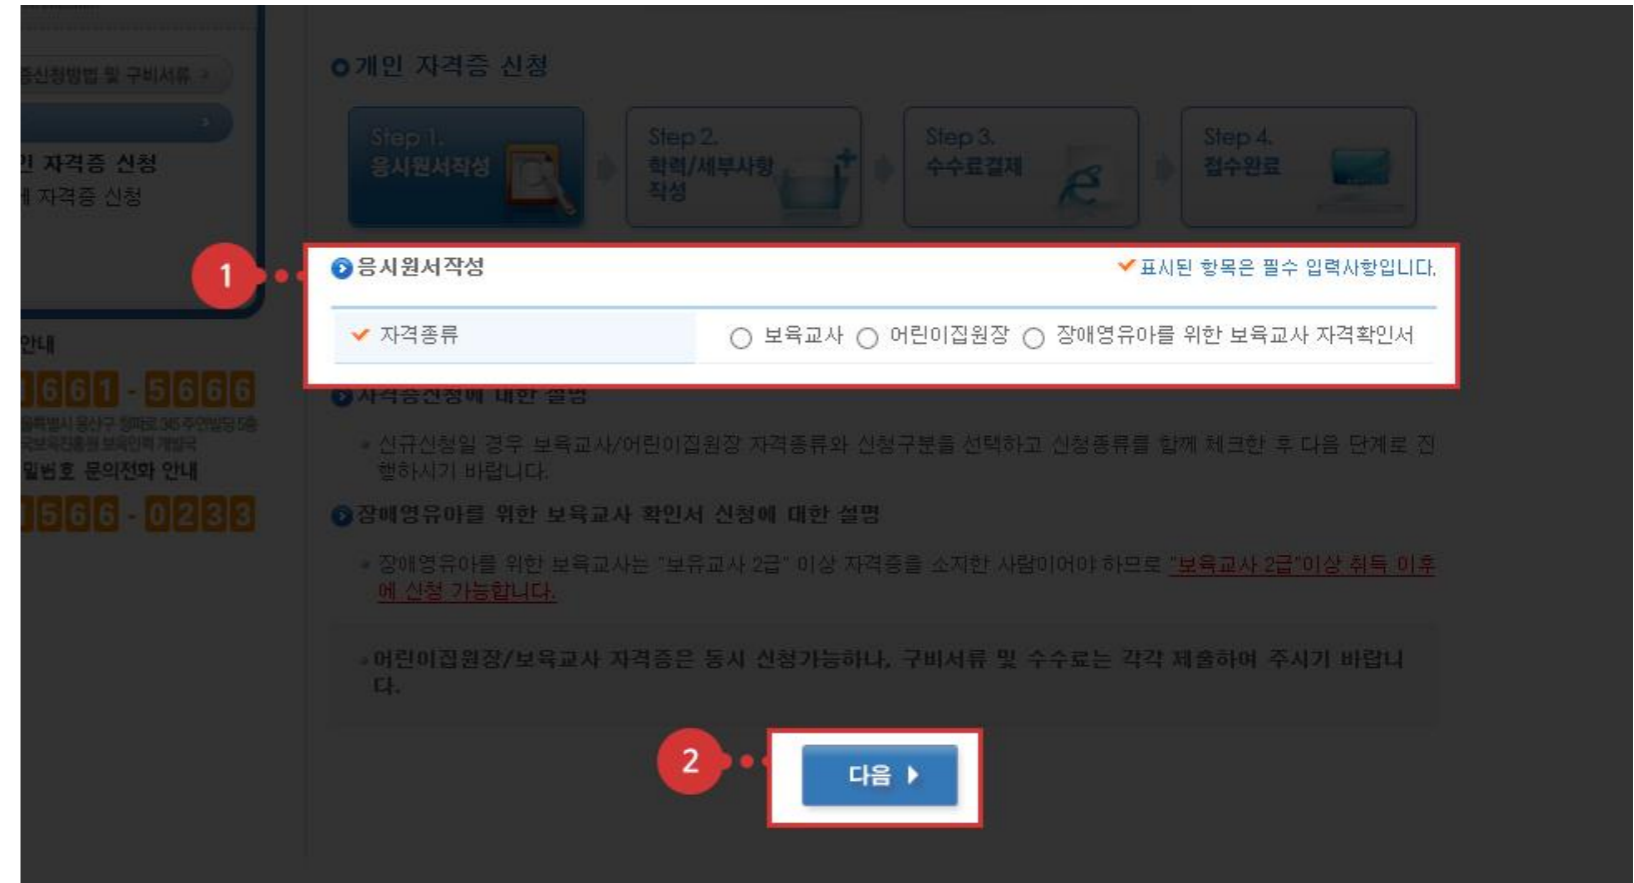 증신청방법 및 구비서류 >
인 자격증 신청
자격증 신청
안내
1661-5666
밀번호 문의전화 안내
1566-0233
개인 자격증 신청
Step 1.
응시원서작성
Step 2.
학력/세부사항
작성
Step 3.
수수료결제
Step 4.
접수완료
1
응시원서작성
표시된 항목은 필수 입력사항입니다.
자격종류
보육교사 어린이집원장 장애영유아를 위한 보육교사 자격확인서
자격증신청에 대한 설명
신규신청일 경우 보육교사/어린이집원장 자격종류와 신청구분을 선택하고 신청종류를 함께 체크한 후 다음 단계로 진
행하시기 바랍니다.
장애영유아를 위한 보육교사 확인서 신청에 대한 설명
장애영유아를 위한 보육교사는 "보유교사 2급" 이상 자격증을 소지한 사람이어야 하므로 "보육교사 2급"이상 취득 이후
에 신청 가능합니다.
어린이집원장/보육교사 자격증은 동시 신청가능하나, 구비서류 및 수수료는 각각 제출하여 주시기 바랍니
다.
2
다음